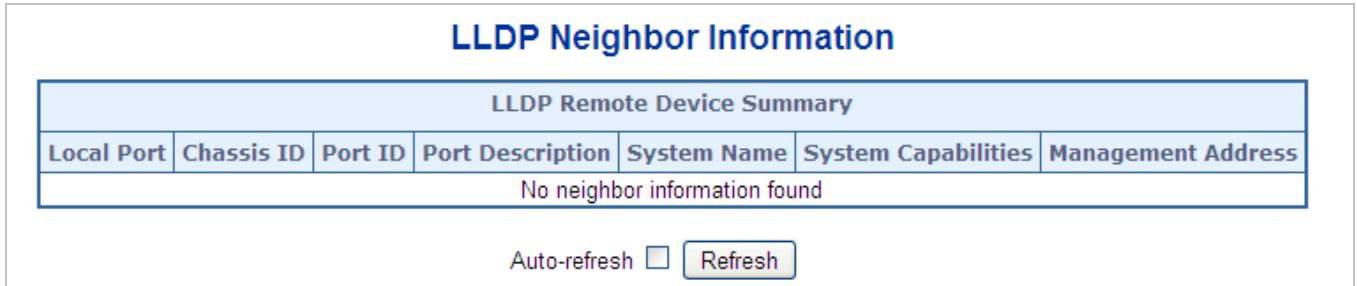 LLDP Neighbor Information
LLDP Remote Device Summary
Local Port Chassis ID Port ID Port Description System Name System Capabilities Management Address
No neighbor information found
Auto-refresh Refresh